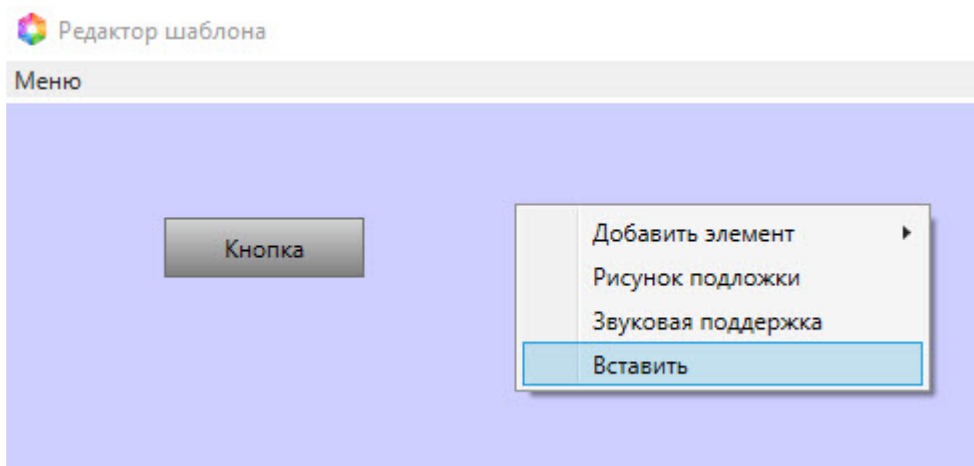 Редактор шаблона
Меню
Кнопка
Добавить элемент
Рисунок подложки
Звуковая поддержка
Вставить